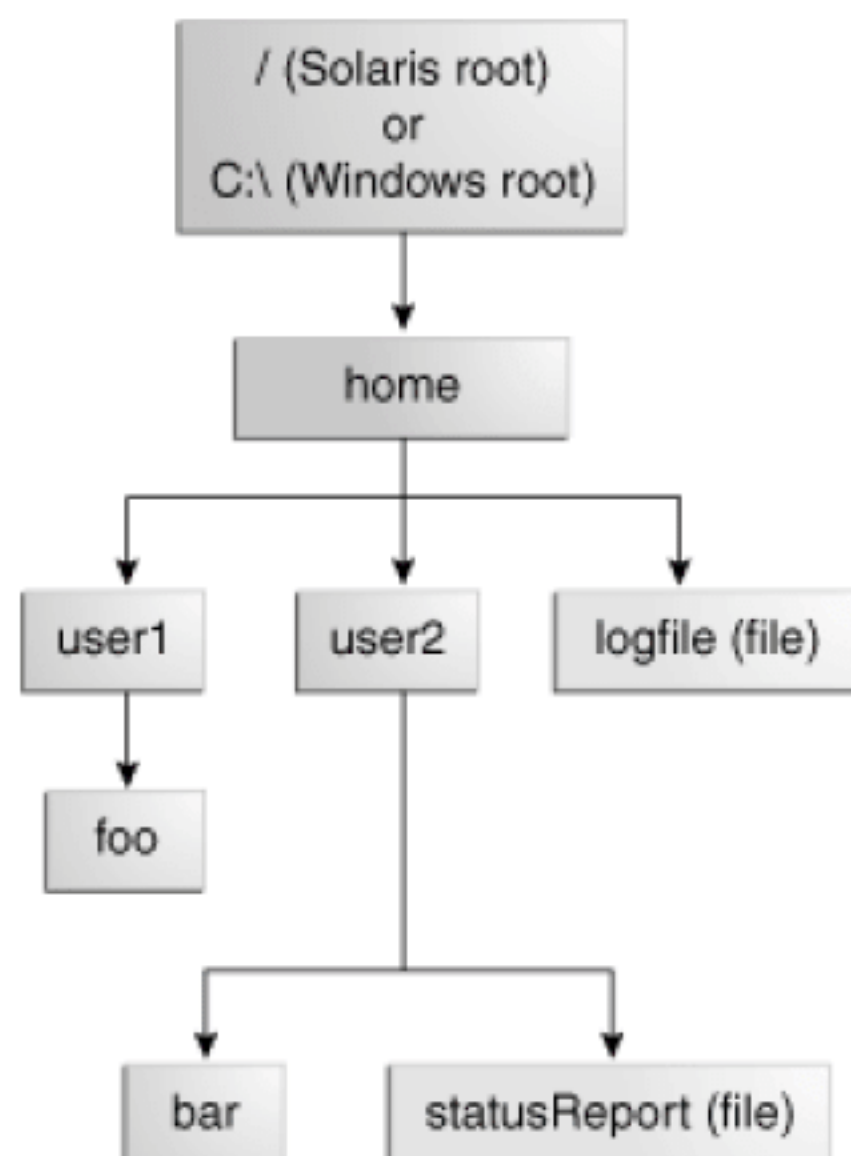 / (Solaris root)
or
C:\ (Windows root)
home
user1
user2
logfile (file)
foo
bar
statusReport (file)